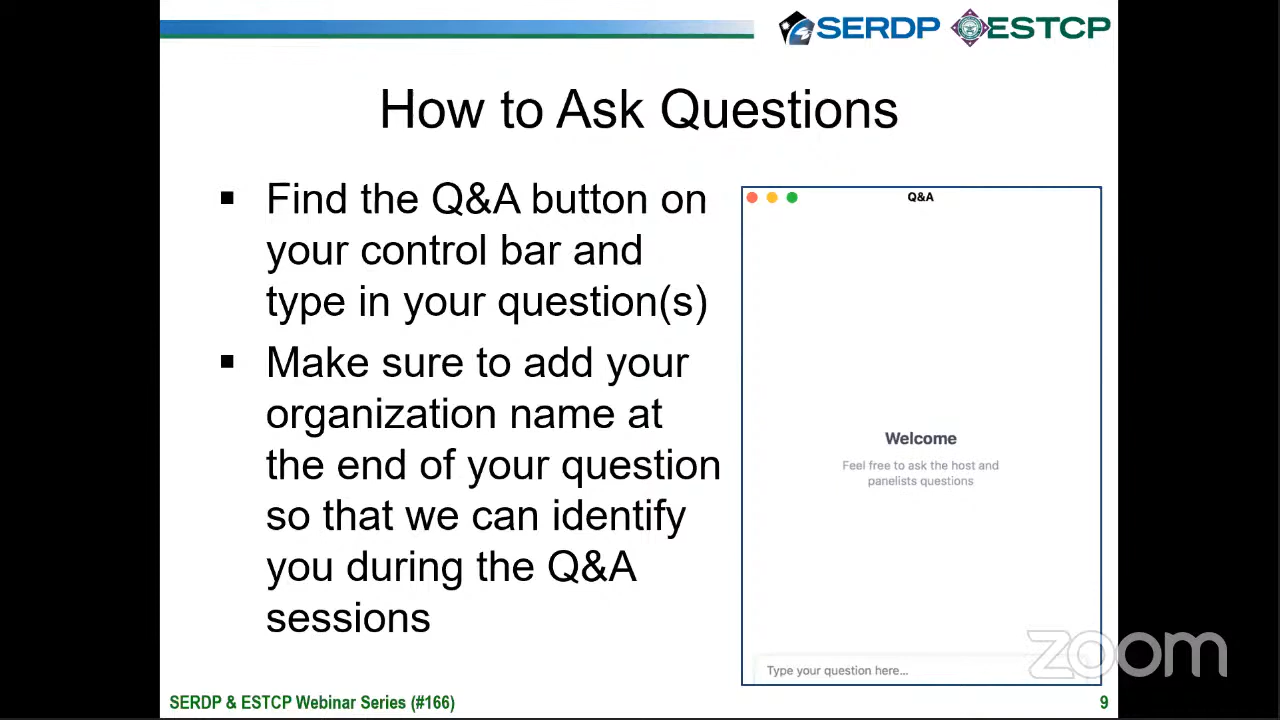 SERDP ESTCP
How to Ask Questions
▪ Find the Q&A button on
your control bar and
type in your question(s)
▪ Make sure to add your
organization name at
the end of your question
so that we can identify
you during the Q&A
sessions
Q&A
Welcome
Feel free to ask the host and
panelists questions
Type your question here...
zoom
SERDP & ESTCP Webinar Series (#166)
9